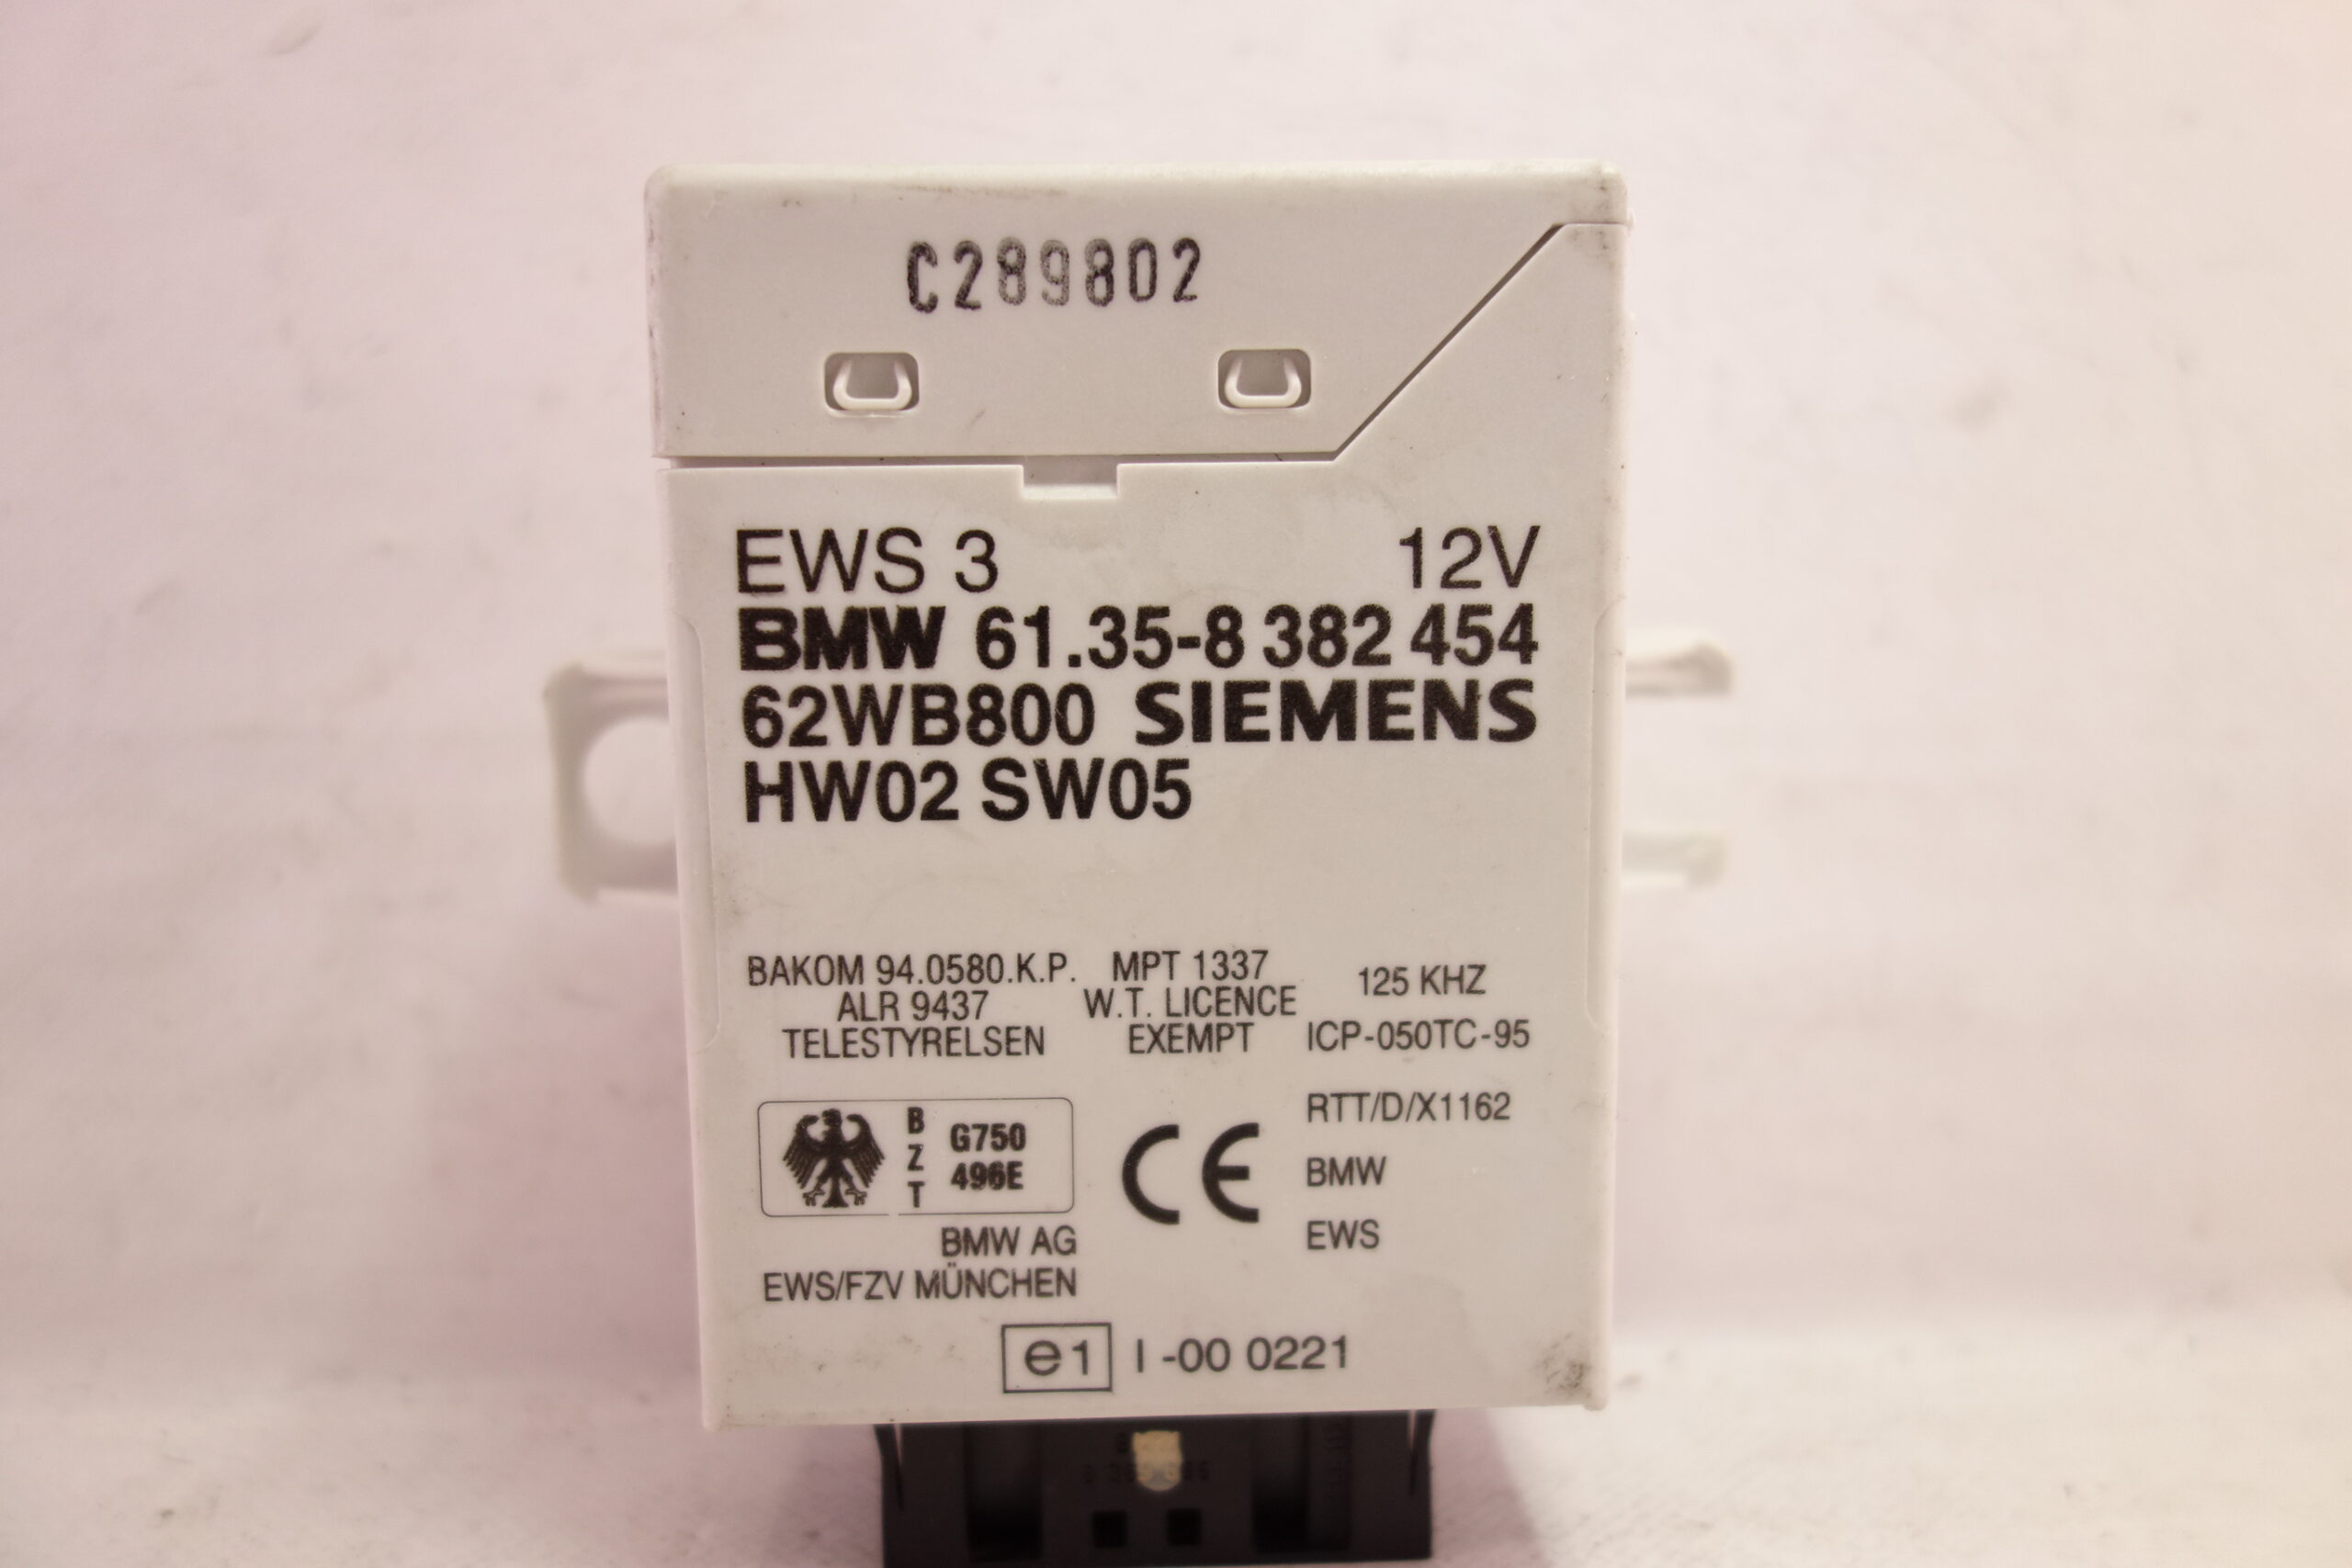 C289802
EWS 3 12V
BMW 61.35-8 382 454
62WB800 SIEMENS
HW02 SW05
BAKOM 94.0580.K.P.
ALR 9437
TELESTYRELSEN
MPT 1337
W.T. LICENCE
EXEMPT
125 KHZ
ICP-050TC-95
BZT
G750
496E
BMW AG
EWS/FZV MÜNCHEN
CE
RTT/D/X1162
BMW
EWS
e1 I -00 0221